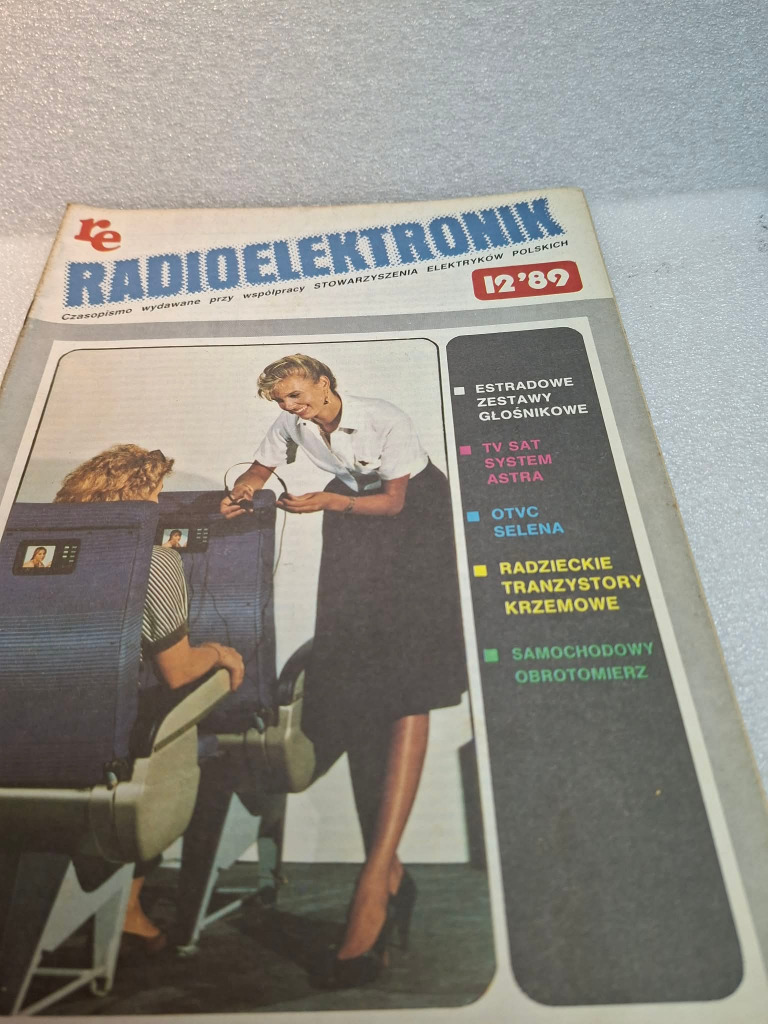 re
RADIOELEKTRONIK
Czasopismo wydawane przy współpracy STOWARZYSZENIA ELEKTRYKÓW POLSKICH
12'89
ESTRADOWE
ZESTAWY
GŁOŚNIKOWE
TV SAT
SYSTEM
ASTRA
OTVC
SELENA
RADZIECKIE
TRANZYSTORY
KRZEMOWE
SAMOCHODOWY
OBROTOMIERZ